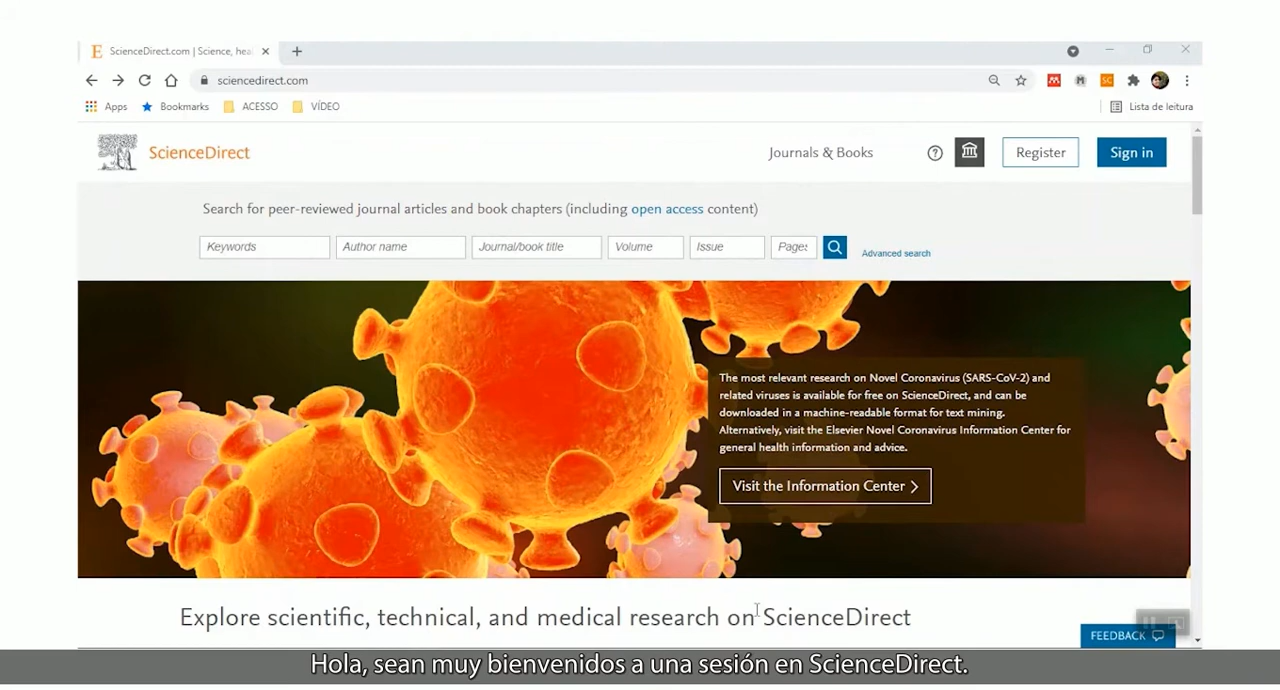 E ScienceDirect.com | Science, hea
sciencedirect.com
Apps Bookmarks ACESSO VÍDEO Lista de leitura
ScienceDirect Journals & Books Register Sign in
Search for peer-reviewed journal articles and book chapters (including open access content)
Keywords Author name Journal/book title Volume Issue Pages Advanced search
The most relevant research on Novel Coronavirus (SARS-CoV-2) and
related viruses is available for free on ScienceDirect, and can be
downloaded in a machine-readable format for text mining.
Alternatively, visit the Elsevier Novel Coronavirus Information Center for
general health information and advice.
Visit the Information Center
Explore scientific, technical, and medical research on ScienceDirect
FEEDBACK
Hola, sean muy bienvenidos a una sesión en ScienceDirect.